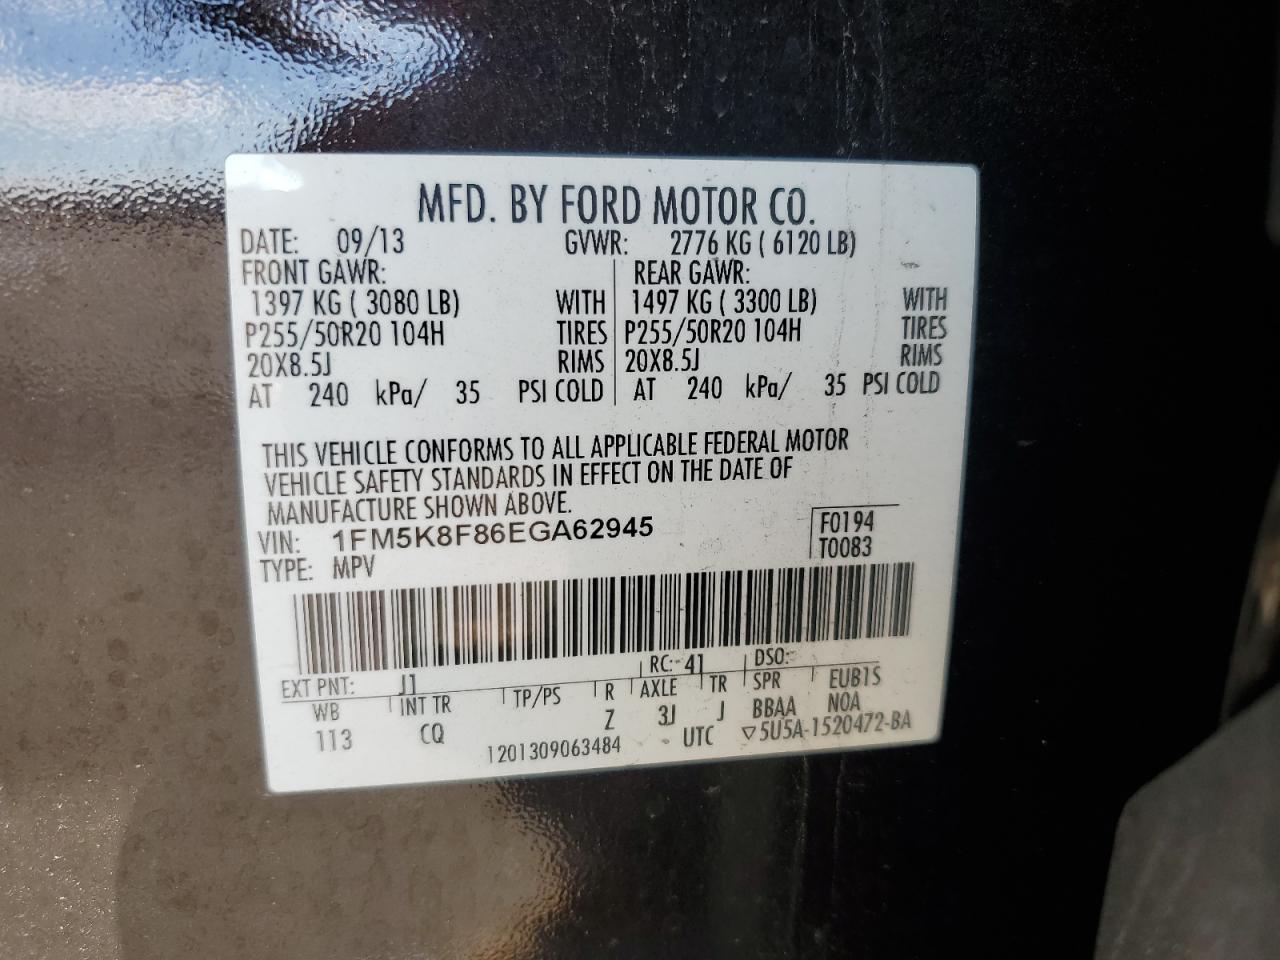 MFD. BY FORD MOTOR CO.
DATE: 09/13 GVWR: 2776 KG ( 6120 LB)
FRONT GAWR: REAR GAWR:
1397 KG ( 3080 LB) WITH 1497 KG ( 3300 LB) WITH
P255/50R20 104H TIRES P255/50R20 104H TIRES
20X8.5J RIMS 20X8.5J RIMS
AT 240 kPa/ 35 PSI COLD AT 240 kPa/ 35 PSI COLD
THIS VEHICLE CONFORMS TO ALL APPLICABLE FEDERAL MOTOR
VEHICLE SAFETY STANDARDS IN EFFECT ON THE DATE OF
MANUFACTURE SHOWN ABOVE.
VIN: 1FM5K8F86EGA62945 F0194
TYPE: MPV T0083
EXT PNT: J1 RC: 41 DSO:
WB INT TR TP/PS R AXLE TR SPR EUB1S
113 CQ Z 3J J BBAA NOA
1201309063484 UTC ▽5U5A-1520472-BA